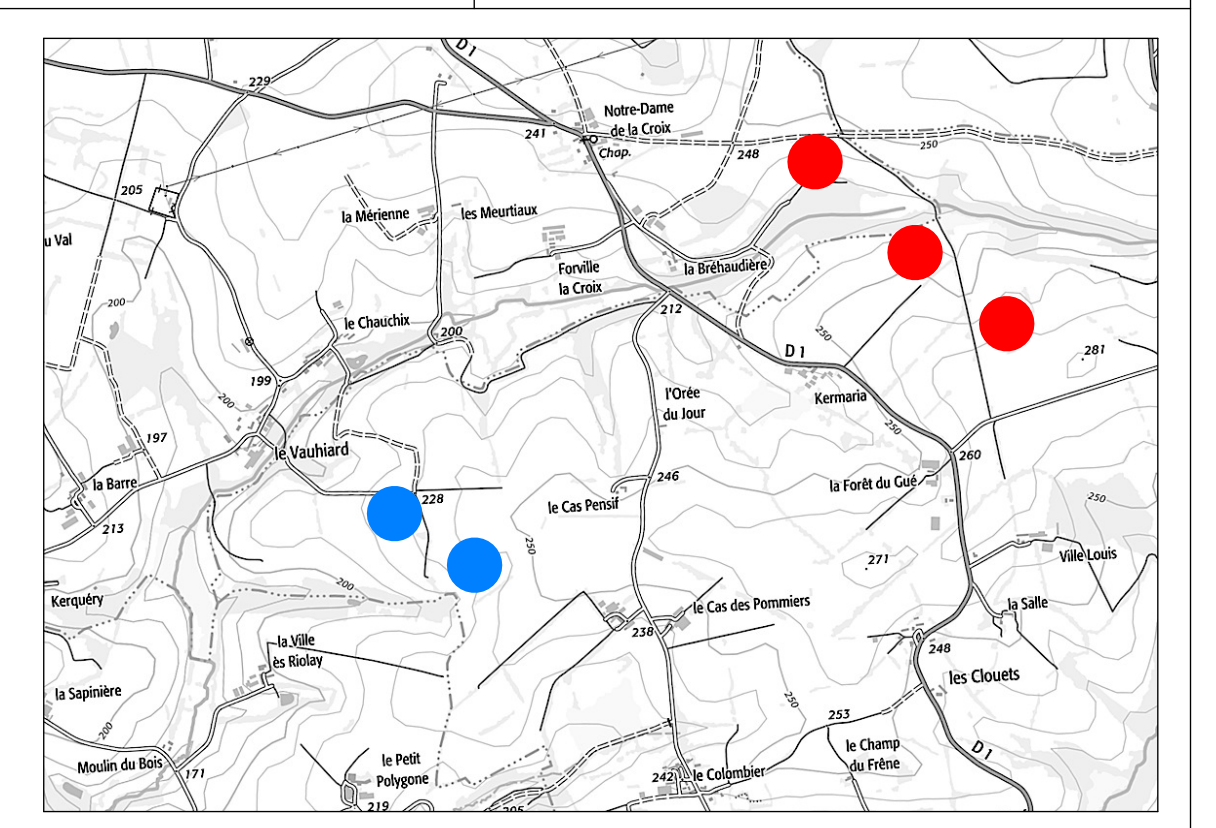 D 1
229
Notre-Dame
de la Croix
241
Chap.
248
250
205
la Mérienne
les Meurtiaux
u Val
Forville
la Croix
la Bréhaudière
200
le Chauchix
200
212
250
D 1
281
199
Kermaria
200
l'Orée
du Jour
250
197
le Vauhiard
260
la Barre
246
la Forêt du Gué
228
le Cas Pensif
250
213
250
271
Ville Louis
Kerquéry
200
le Cas des Pommiers
la Salle
238
la Ville
ès Riolay
248
les Clouets
la Sapinière
250
253
200
D 1
le Champ
du Frêne
Moulin du Bois
171
le Petit
Polygone
242
le Colombier
219
205